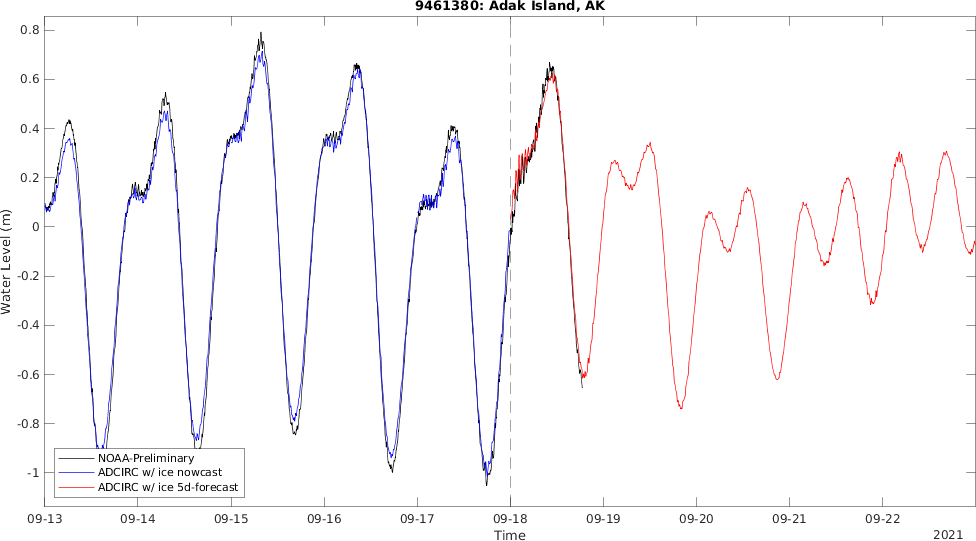 9461380: Adak Island, AK
Water Level (m)
0.8
0.6
0.4
0.2
0
-0.2
-0.4
-0.6
-0.8
-1
NOAA-Preliminary
ADCIRC w/ ice nowcast
ADCIRC w/ ice 5d-forecast
09-13 09-14 09-15 09-16 09-17 09-18 09-19 09-20 09-21 09-22
Time
2021